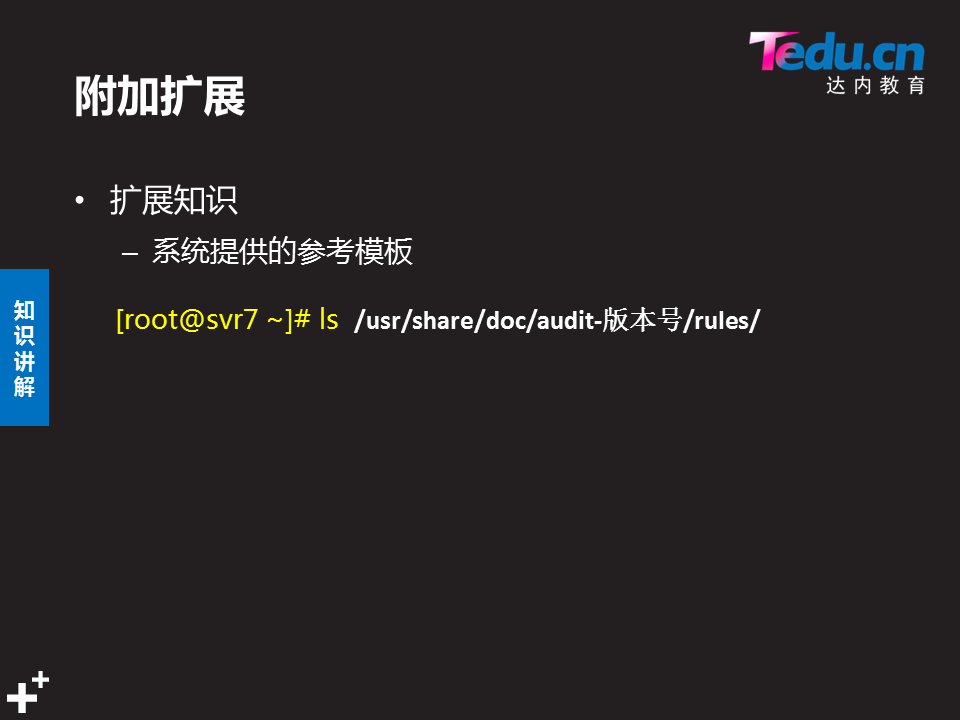 Tedu.cn
达内教育
附加扩展
• 扩展知识
– 系统提供的参考模板
知识讲解
[root@svr7 ~]# ls /usr/share/doc/audit-版本号/rules/